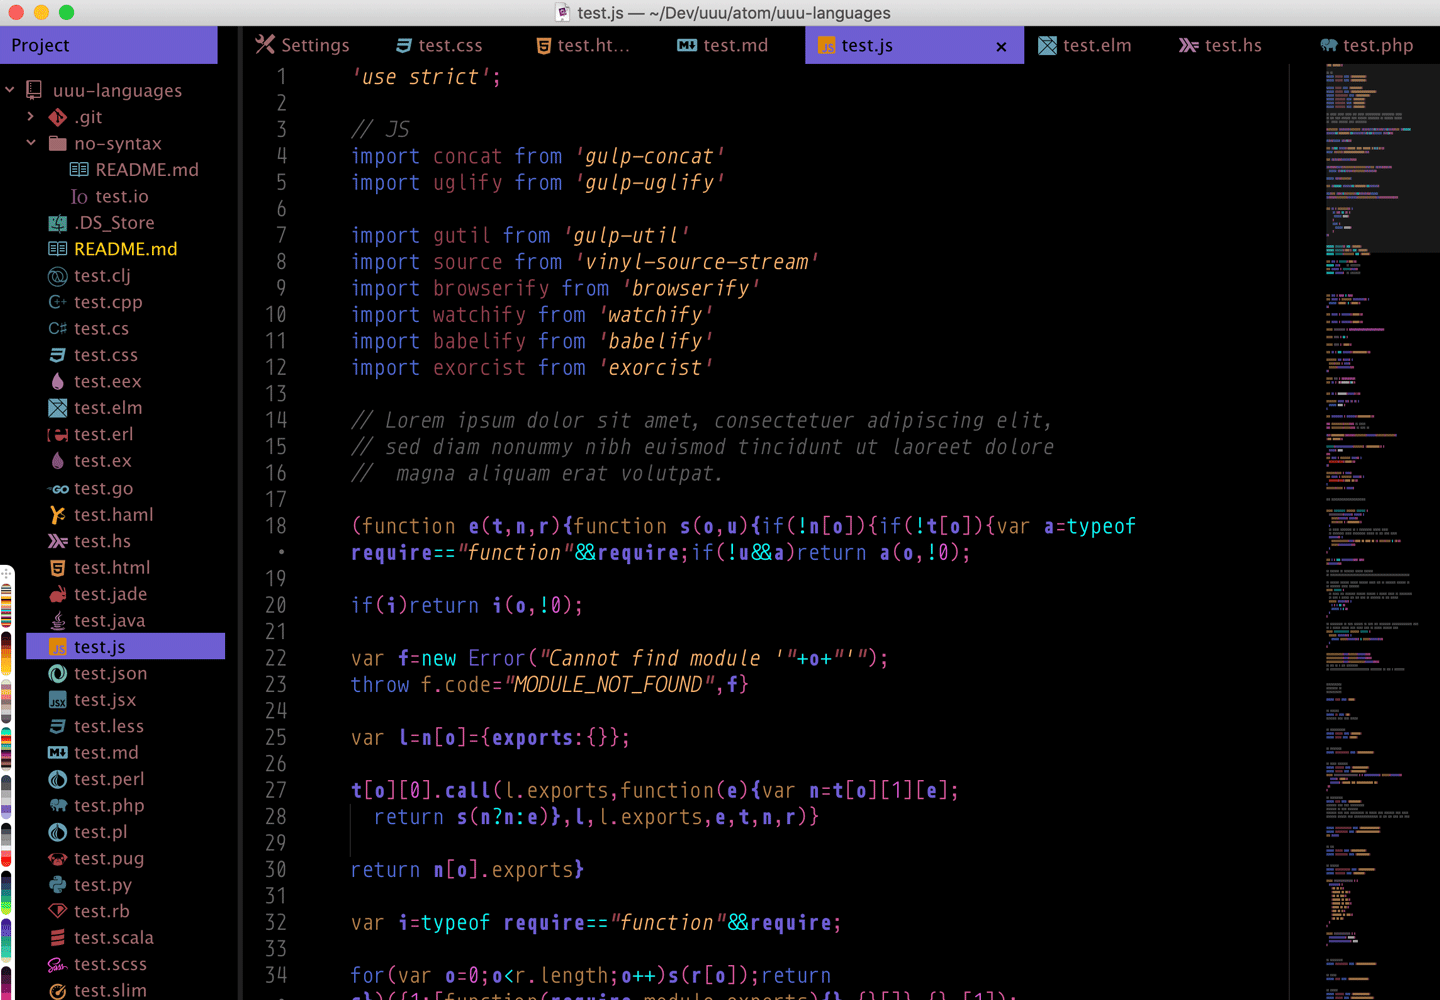 test.js — ~/Dev/uuu/atom/uuu-languages
Project
Settings
test.css
test.ht...
test.md
test.js
test.elm
test.hs
test.php
uuu-languages
.git
no-syntax
README.md
test.io
.DS_Store
README.md
test.clj
test.cpp
test.cs
test.css
test.eex
test.elm
test.erl
test.ex
test.go
test.haml
test.hs
test.html
test.jade
test.java
test.js
test.json
test.jsx
test.less
test.md
test.perl
test.php
test.pl
test.pug
test.py
test.rb
test.scala
test.scss
test.slim
1 'use strict';
2
3 // JS
4 import concat from 'gulp-concat'
5 import uglify from 'gulp-uglify'
6
7 import gutil from 'gulp-util'
8 import source from 'vinyl-source-stream'
9 import browserify from 'browserify'
10 import watchify from 'watchify'
11 import babelify from 'babelify'
12 import exorcist from 'exorcist'
13
14 // Lorem ipsum dolor sit amet, consectetuer adipiscing elit,
15 // sed diam nonummy nibh euismod tincidunt ut laoreet dolore
16 //  magna aliquam erat volutpat.
17
18 (function e(t,n,r){function s(o,u){if(!n[o]){if(!t[o]){var a=typeof
• require=="function"&&require;if(!u&&a)return a(o,!0);
19
20 if(i)return i(o,!0);
21
22 var f=new Error("Cannot find module '"+o+"'");
23 throw f.code="MODULE_NOT_FOUND",f}
24
25 var l=n[o]={exports:{}};
26
27 t[o][0].call(l.exports,function(e){var n=t[o][1][e];
28   return s(n?n:e)},l,l.exports,e,t,n,r)}
29
30 return n[o].exports}
31
32 var i=typeof require=="function"&&require;
33
34 for(var o=0;o<r.length;o++)s(r[o]);return
• s})({1:[function(require,module,exports){},{}],{},[1]);